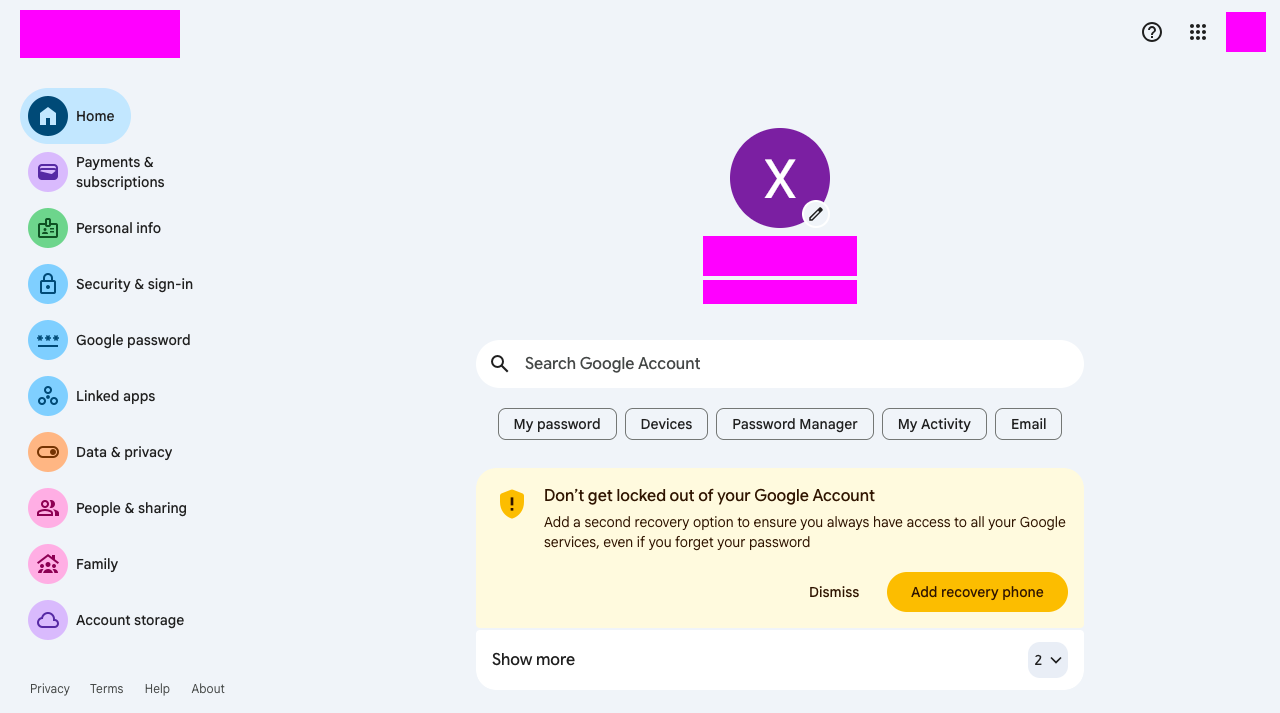 Home
Payments &
subscriptions
Personal info
Security & sign-in
Google password
Linked apps
Data & privacy
People & sharing
Family
Account storage
Privacy
Terms
Help
About
X
Search Google Account
My password
Devices
Password Manager
My Activity
Email
Don’t get locked out of your Google Account
Add a second recovery option to ensure you always have access to all your Google
services, even if you forget your password
Dismiss
Add recovery phone
Show more
2